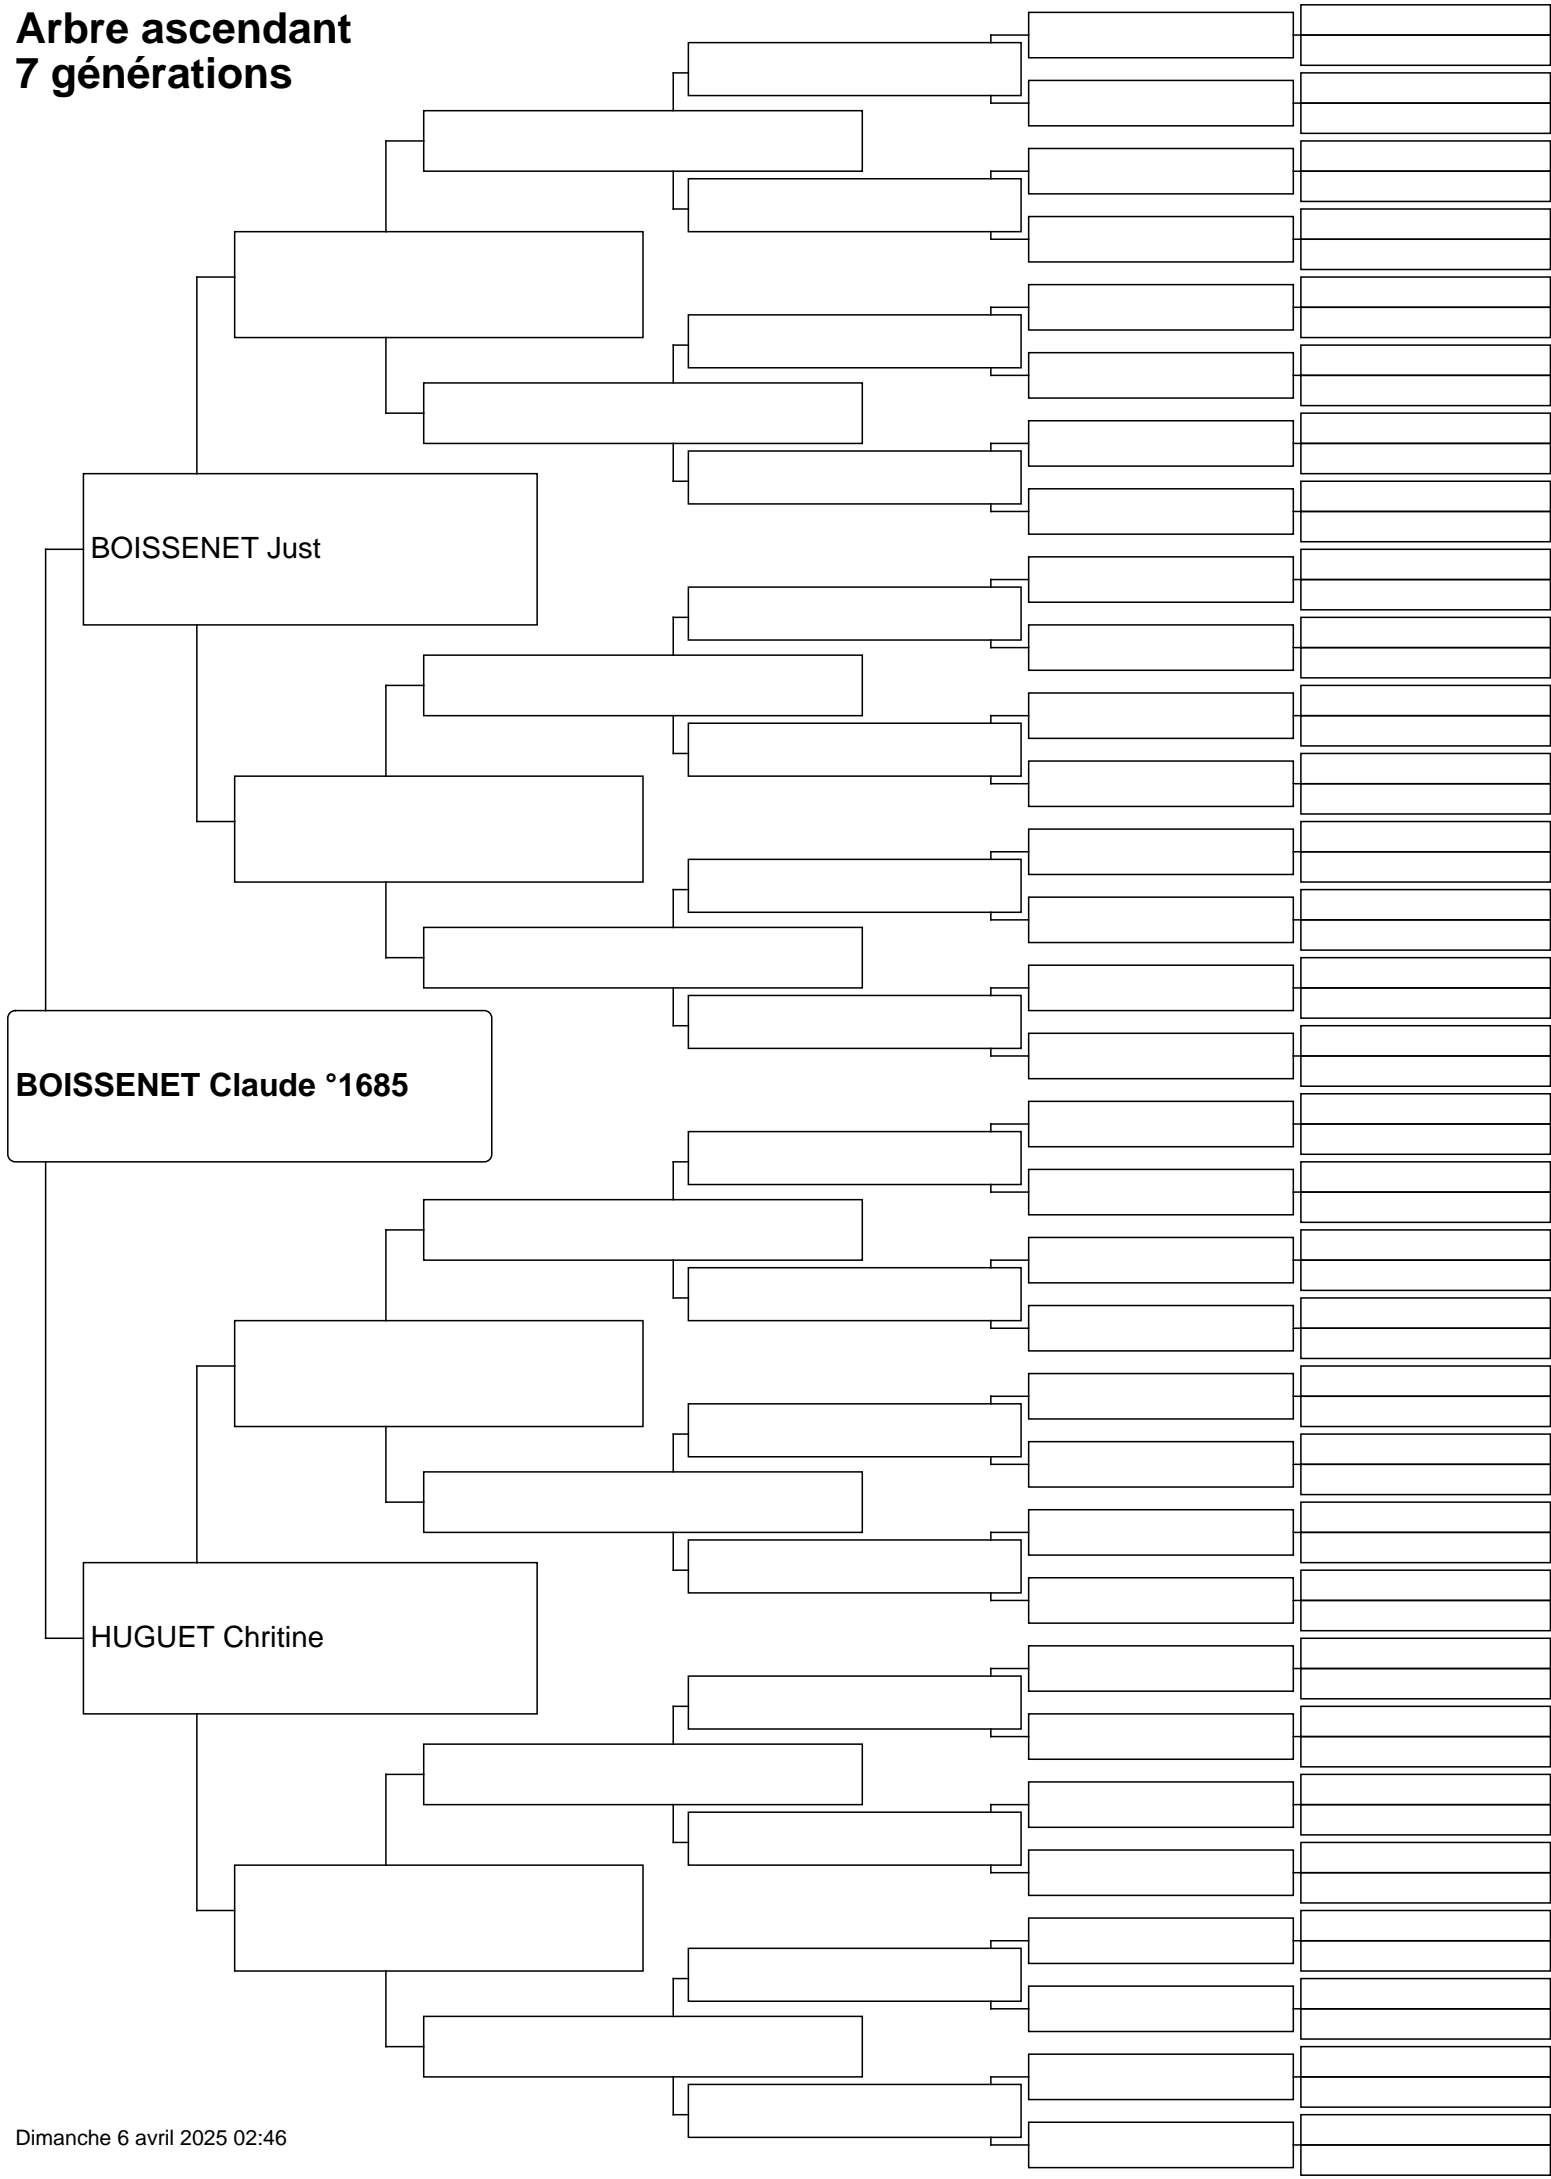 Arbre ascendant
7 générations
BOISSENET Just
BOISSENET Claude °1685
HUGUET Chritine
Dimanche 6 avril 2025 02:46